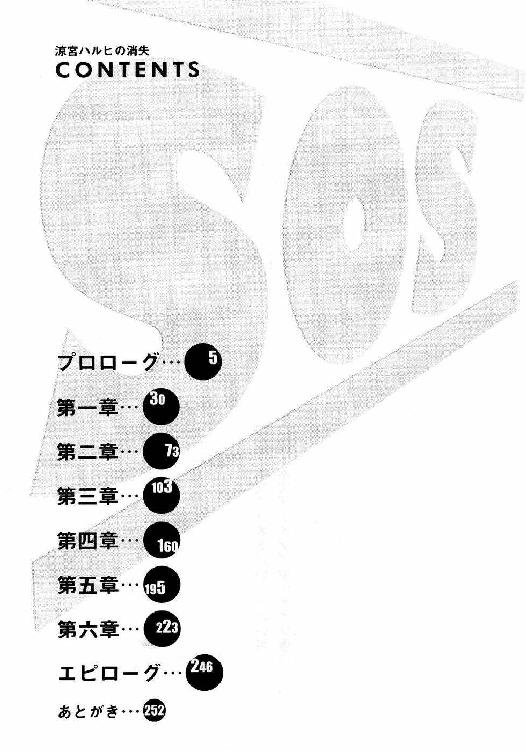 涼宮ハルヒの消失
CONTENTS
SOS
プロローグ…5
第一章…30
第二章…73
第三章…103
第四章…160
第五章…195
第六章…223
エピローグ…246
あとがき…252